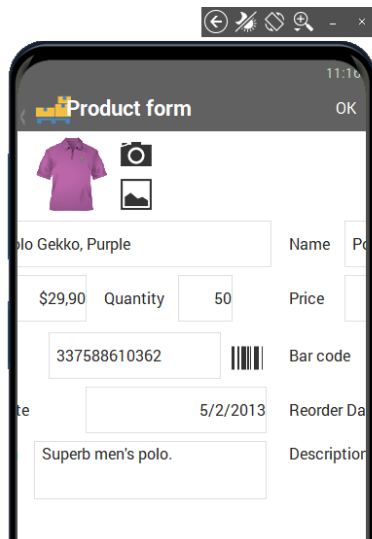 11:16
Product form OK
olo Gekko, Purple Name Po
$29,90 Quantity 50 Price
337588610362 Bar code
te 5/2/2013 Reorder Da
Superb men's polo. Description